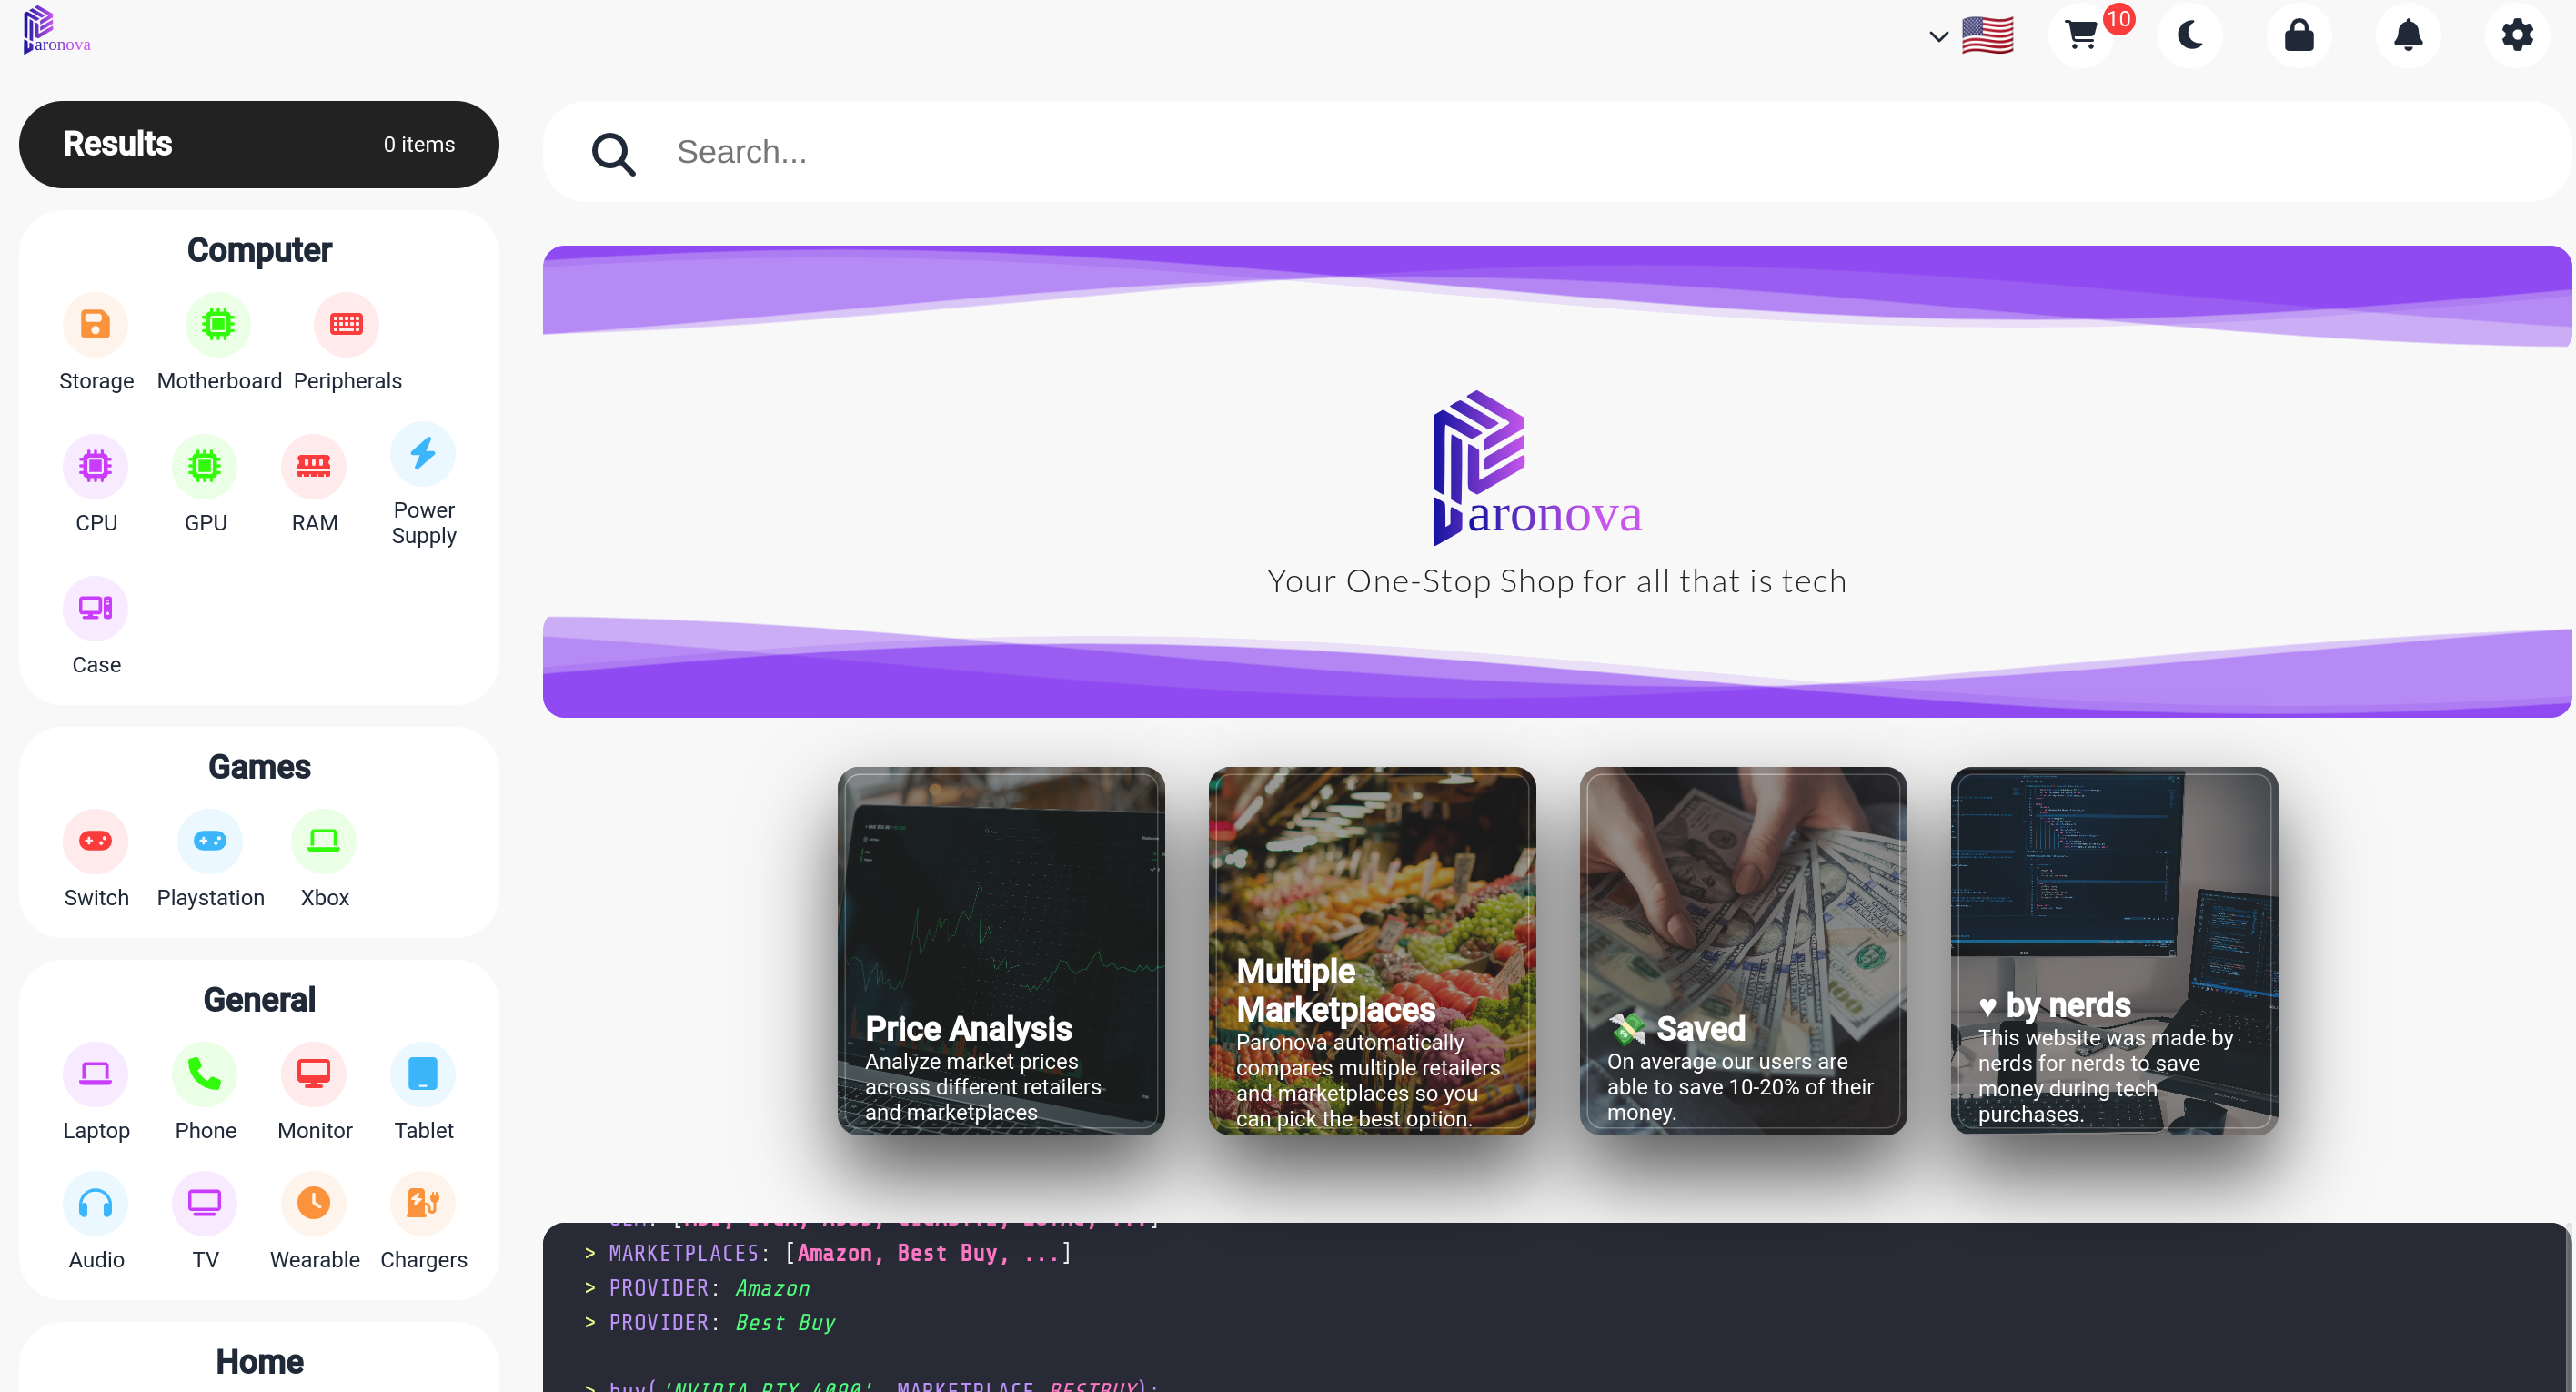 aronova
10
Results
0 items
Search...
Computer
Storage
Motherboard
Peripherals
CPU
GPU
RAM
Power
Supply
Case
Games
Switch
Playstation
Xbox
General
Laptop
Phone
Monitor
Tablet
Audio
TV
Wearable
Chargers
Home
aronova
Your One-Stop Shop for all that is tech
Price Analysis
Analyze market prices
across different retailers
and marketplaces
Multiple
Marketplaces
Paronova automatically
compares multiple retailers
and marketplaces so you
can pick the best option.
💸 Saved
On average our users are
able to save 10-20% of their
money.
♥ by nerds
This website was made by
nerds for nerds to save
money during tech
purchases.
> MARKETPLACES: [Amazon, Best Buy, ...]
> PROVIDER: Amazon
> PROVIDER: Best Buy
> buy('NVIDIA RTX 4090', MARKETPLACE.BESTBUY);